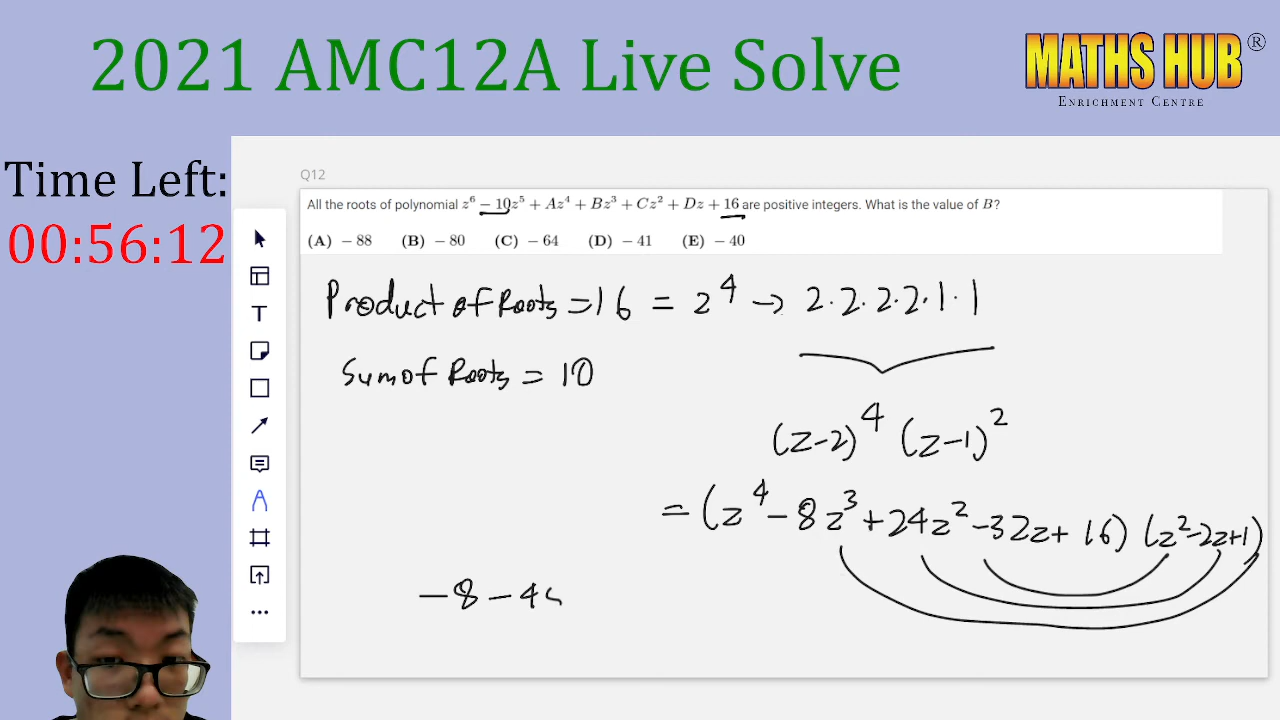 2021 AMC12A Live Solve
MATHS HUB®
ENRICHMENT CENTRE
Time Left:
00:56:12
Q12
All the roots of polynomial z⁶ − 10z⁵ + Az⁴ + Bz³ + Cz² + Dz + 16 are positive integers. What is the value of B?
(A) − 88 (B) − 80 (C) − 64 (D) − 41 (E) − 40
Product of Roots = 16 = 2⁴ → 2·2·2·2·1·1
Sum of Roots = 10
(z-2)⁴ (z-1)²
= (z⁴ - 8z³ + 24z² - 32z + 16) (z² - 2z + 1)
-8 - 4